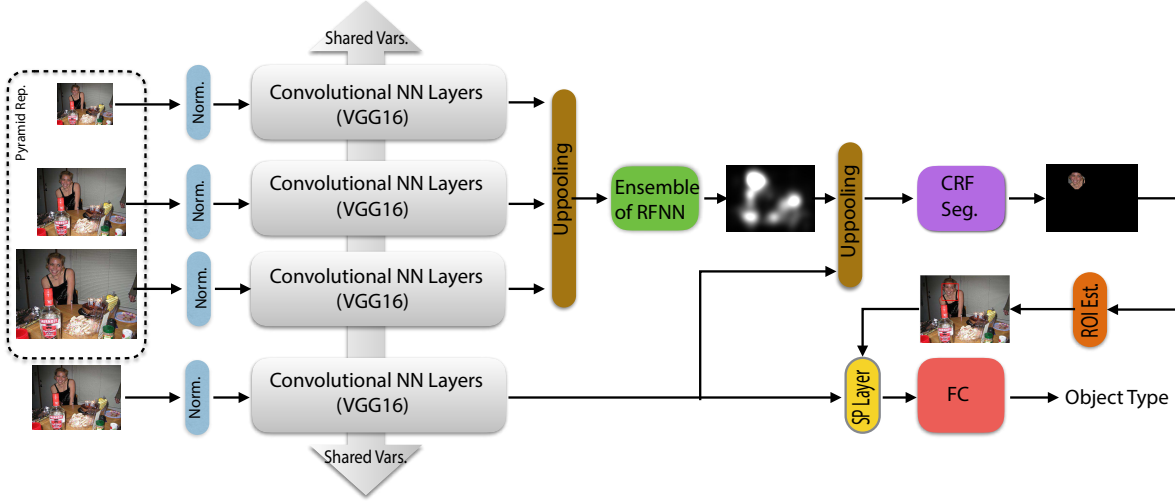 Shared Vars.
Pyramid Rep.
Norm.
Convolutional NN Layers
(VGG16)
Norm.
Convolutional NN Layers
(VGG16)
Norm.
Convolutional NN Layers
(VGG16)
Norm.
Convolutional NN Layers
(VGG16)
Shared Vars.
Uppooling
Ensemble
of RFNN
Uppooling
CRF
Seg.
ROI Est.
SP Layer
FC
Object Type